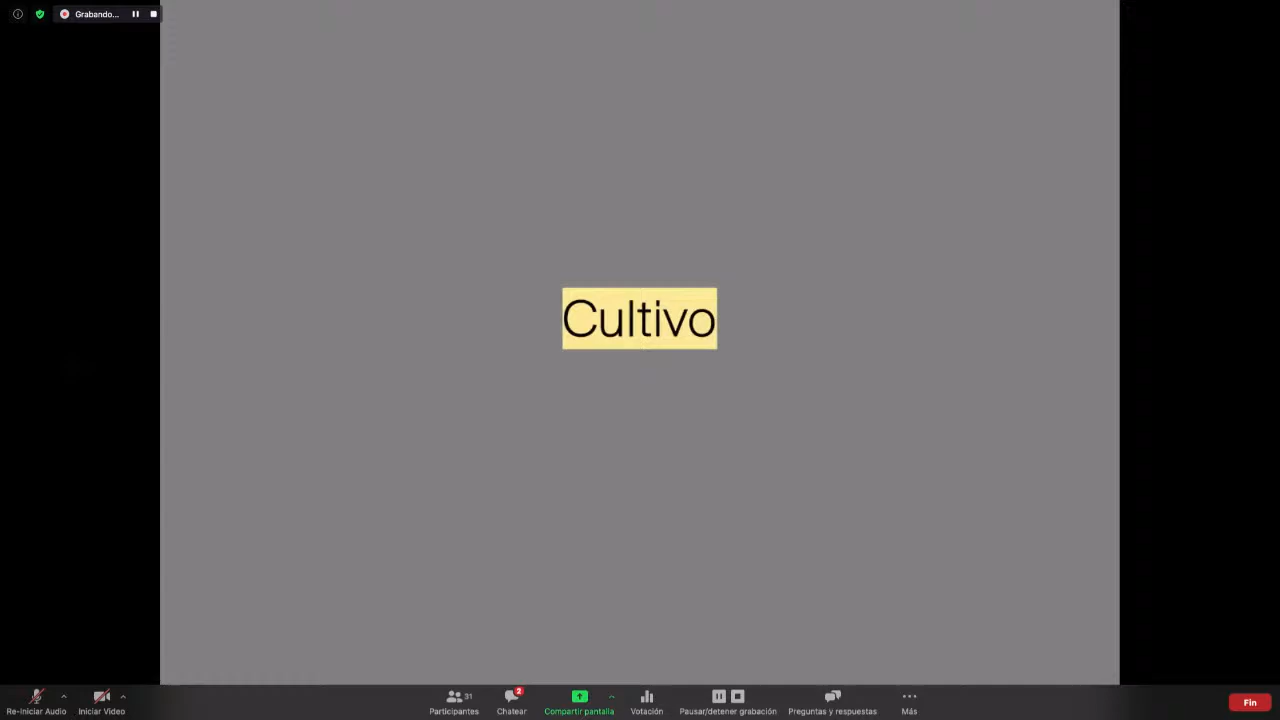 Grabando...
Cultivo
Re-Iniciar Audio
Iniciar Video
Participantes
31
Chatear
2
Compartir pantalla
Votación
Pausar/detener grabación
Preguntas y respuestas
Más
Fin